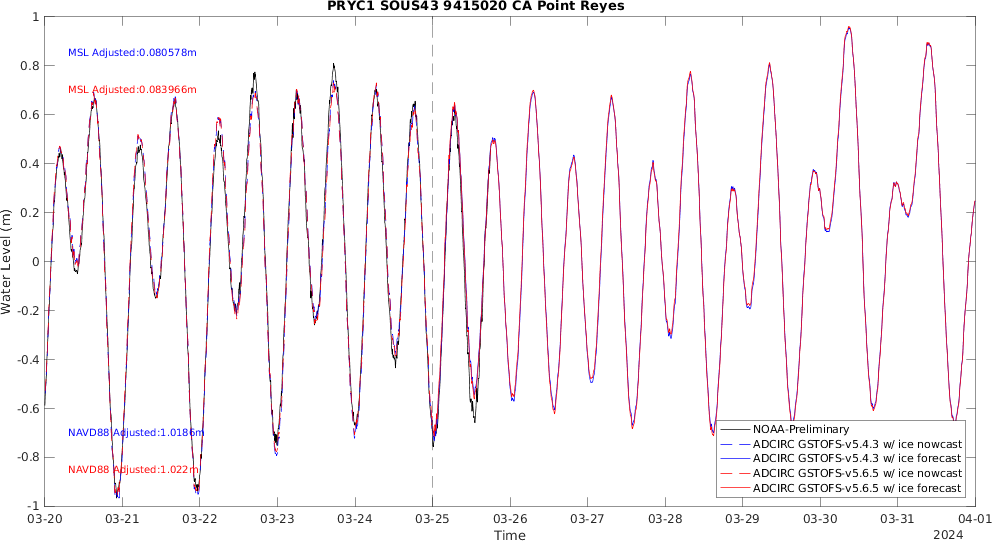 PRYC1 SOUS43 9415020 CA Point Reyes
1
0.8
0.6
0.4
0.2
0
-0.2
-0.4
-0.6
-0.8
-1
Water Level (m)
MSL Adjusted:0.080578m
MSL Adjusted:0.083966m
NAVD88 Adjusted:1.0186m
NAVD88 Adjusted:1.022m
NOAA-Preliminary
ADCIRC GSTOFS-v5.4.3 w/ ice nowcast
ADCIRC GSTOFS-v5.4.3 w/ ice forecast
ADCIRC GSTOFS-v5.6.5 w/ ice nowcast
ADCIRC GSTOFS-v5.6.5 w/ ice forecast
03-20 03-21 03-22 03-23 03-24 03-25 03-26 03-27 03-28 03-29 03-30 03-31 04-01
Time
2024